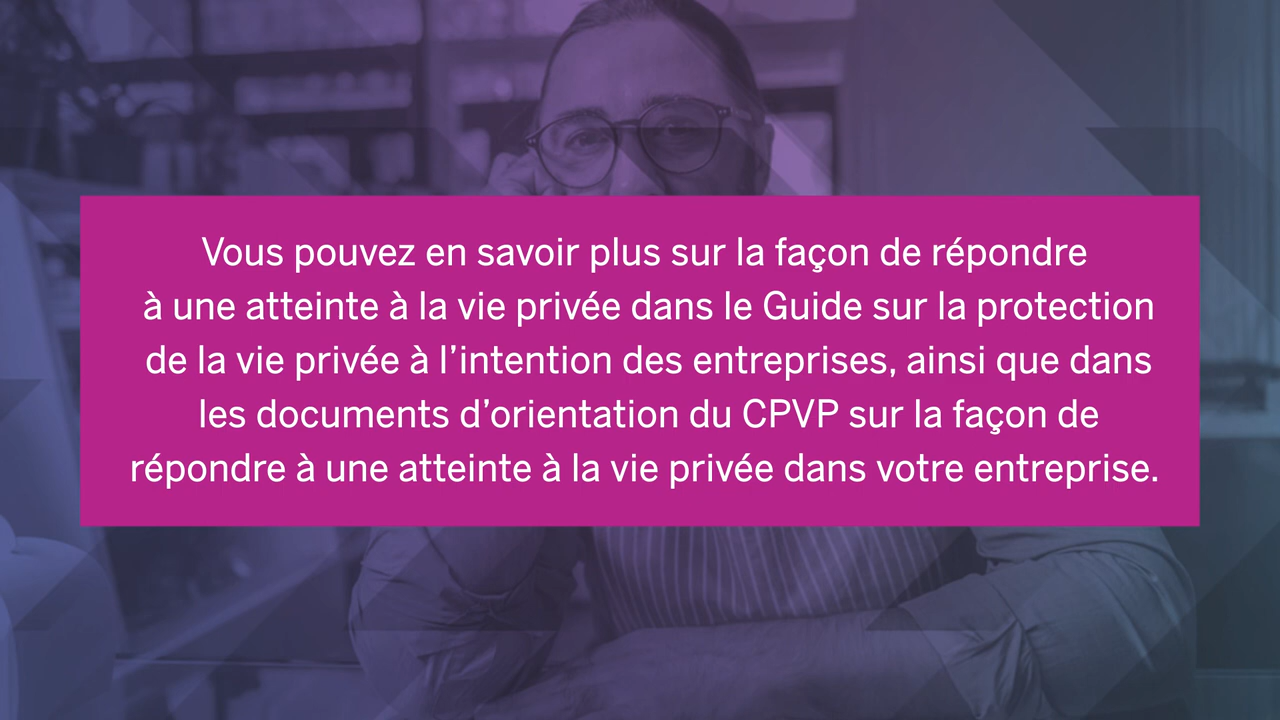 Vous pouvez en savoir plus sur la façon de répondre
à une atteinte à la vie privée dans le Guide sur la protection
de la vie privée à l’intention des entreprises, ainsi que dans
les documents d’orientation du CPVP sur la façon de
répondre à une atteinte à la vie privée dans votre entreprise.